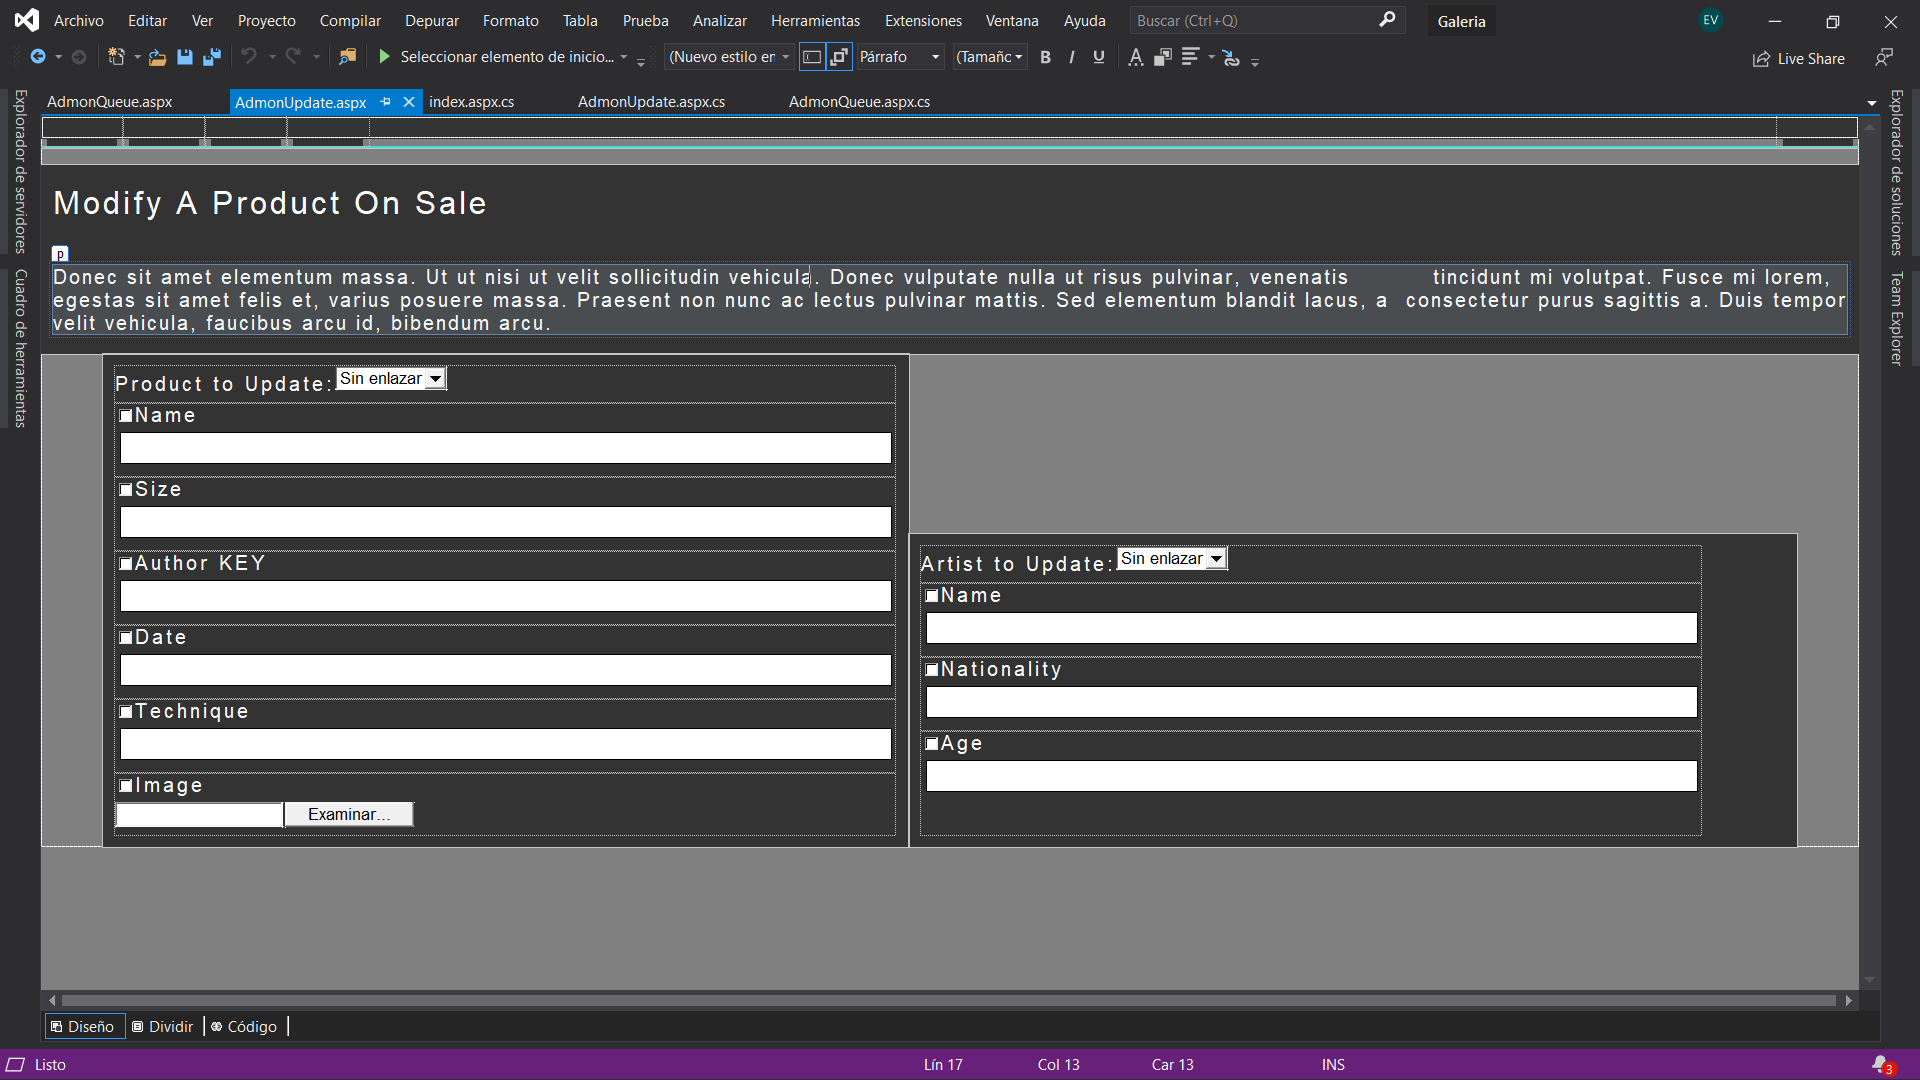 Archivo Editar Ver Proyecto Compilar Depurar Formato Tabla Prueba Analizar Herramientas Extensiones Ventana Ayuda Buscar (Ctrl+Q) Galeria EV
Seleccionar elemento de inicio... (Nuevo estilo en Párrafo (Tamañc B I U A Live Share
AdmonQueue.aspx AdmonUpdate.aspx index.aspx.cs AdmonUpdate.aspx.cs AdmonQueue.aspx.cs
Explorador de servidores
Cuadro de herramientas
Explorador de soluciones
Team Explorer
Modify A Product On Sale
p
Donec sit amet elementum massa. Ut ut nisi ut velit sollicitudin vehicula. Donec vulputate nulla ut risus pulvinar, venenatis tincidunt mi volutpat. Fusce mi lorem,
egestas sit amet felis et, varius posuere massa. Praesent non nunc ac lectus pulvinar mattis. Sed elementum blandit lacus, a consectetur purus sagittis a. Duis tempor
velit vehicula, faucibus arcu id, bibendum arcu.
Product to Update: Sin enlazar
Name
Size
Author KEY
Date
Technique
Image
Examinar...
Artist to Update: Sin enlazar
Name
Nationality
Age
Diseño Dividir Código
Listo Lín 17 Col 13 Car 13 INS 3